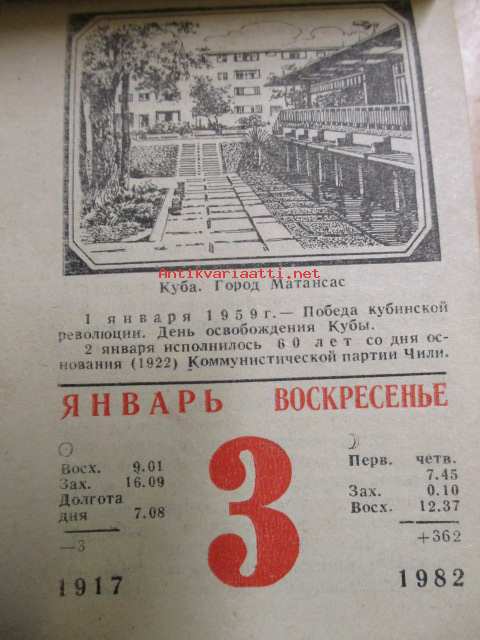 Antikvariaatti.net
Куба. Город Матансас
1 января 1959 г. — Победа кубинской
революции. День освобождения Кубы.
2 января исполнилось 60 лет со дня ос-
нования (1922) Коммунистической партии Чили.
ЯНВАРЬ ВОСКРЕСЕНЬЕ
3
Восх. 9.01
Зах. 16.09
Долгота
дня 7.08
—3
1917
Перв. четв.
7.45
Зах. 0.10
Восх. 12.37
+362
1982